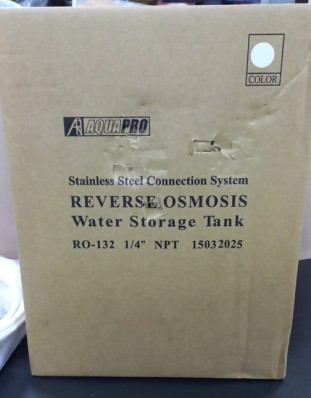 COLOR
AQUAPRO
Stainless Steel Connection System
REVERSE OSMOSIS
Water Storage Tank
RO-132 1/4" NPT 15032025